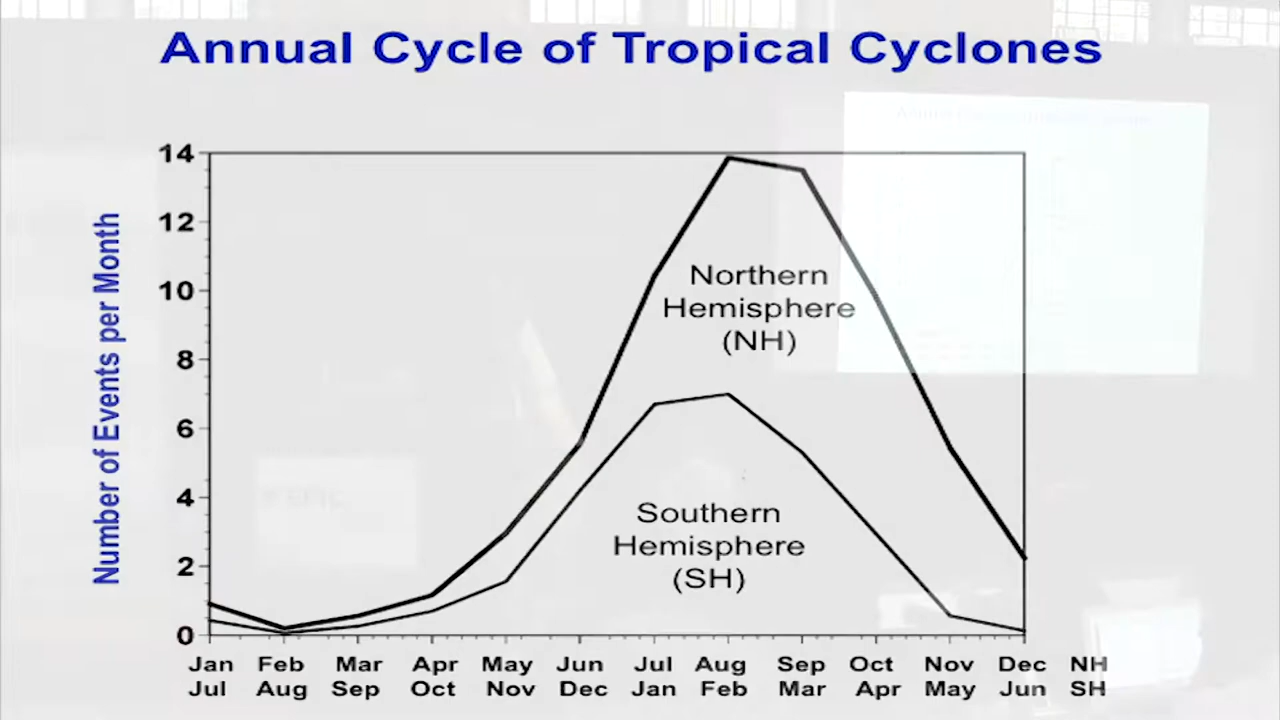 Annual Cycle of Tropical Cyclones
Number of Events per Month
14
12
10
8
6
4
2
0
Northern
Hemisphere
(NH)
Southern
Hemisphere
(SH)
Jan Feb Mar Apr May Jun Jul Aug Sep Oct Nov Dec NH
Jul Aug Sep Oct Nov Dec Jan Feb Mar Apr May Jun SH